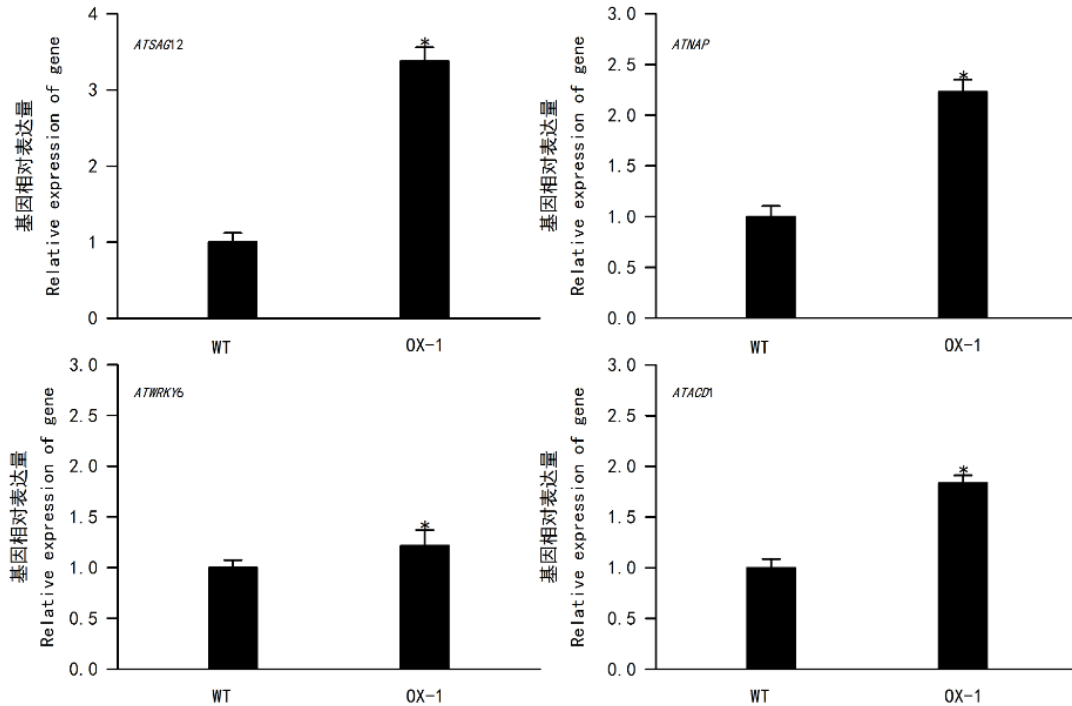 4
3
2
1
0
ATSAG12
*
基因相对表达量
Relative expression of gene
WT
OX-1
3.0
2.5
2.0
1.5
1.0
0.5
0.0
ATNAP
*
基因相对表达量
Relative expression of gene
WT
OX-1
3.0
2.5
2.0
1.5
1.0
0.5
0.0
ATWRKY6
*
基因相对表达量
Relative expression of gene
WT
OX-1
3.0
2.5
2.0
1.5
1.0
0.5
0.0
ATACD1
*
基因相对表达量
Relative expression of gene
WT
OX-1